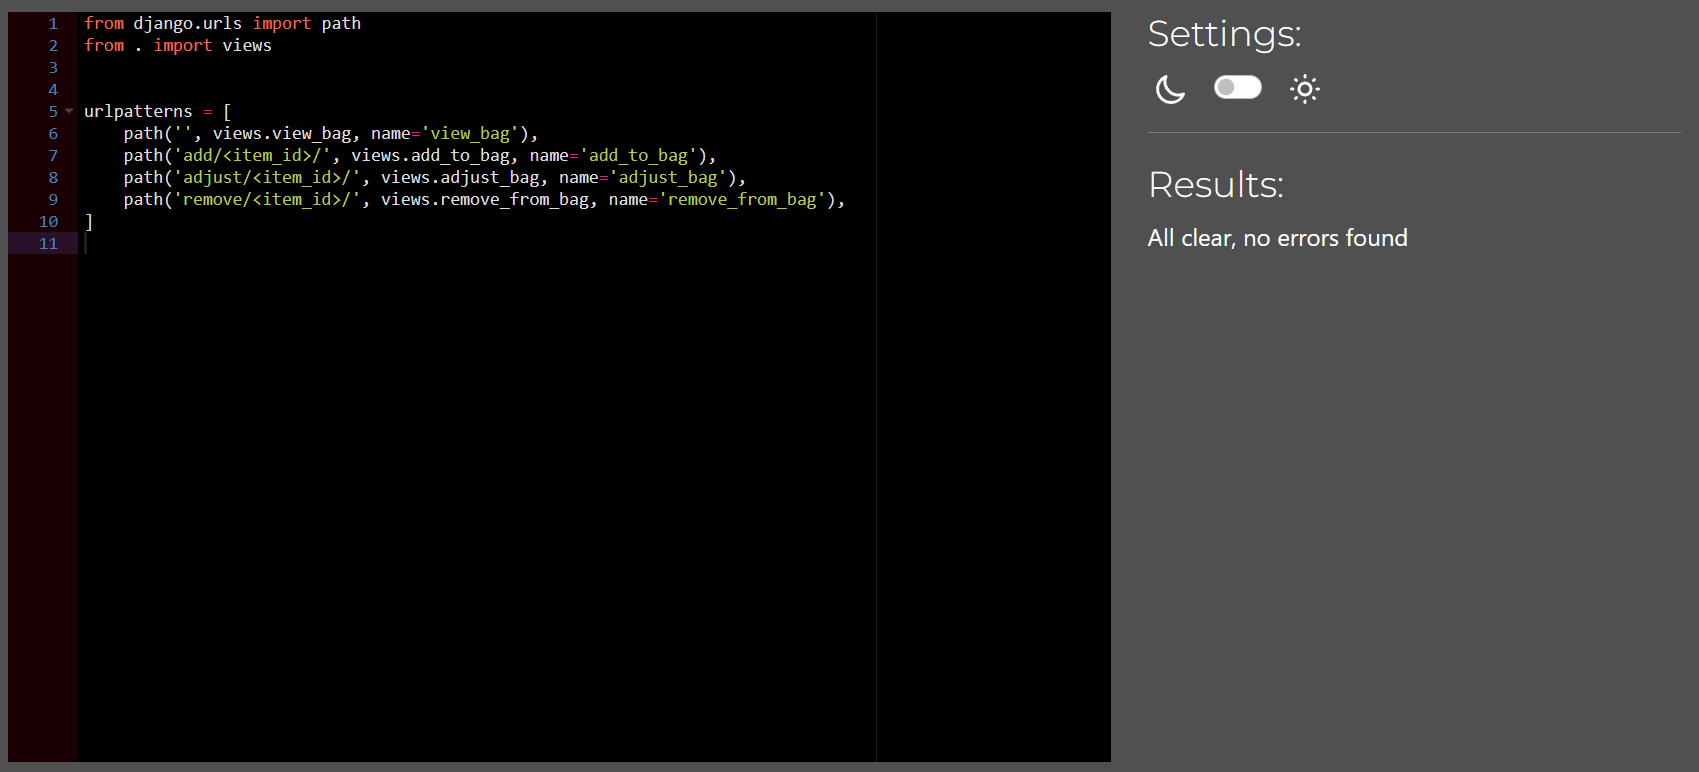 1 from django.urls import path
2 from . import views
3
4
5 urlpatterns = [
6     path('', views.view_bag, name='view_bag'),
7     path('add/<item_id>/', views.add_to_bag, name='add_to_bag'),
8     path('adjust/<item_id>/', views.adjust_bag, name='adjust_bag'),
9     path('remove/<item_id>/', views.remove_from_bag, name='remove_from_bag'),
10 ]
11
Settings:
Results:
All clear, no errors found